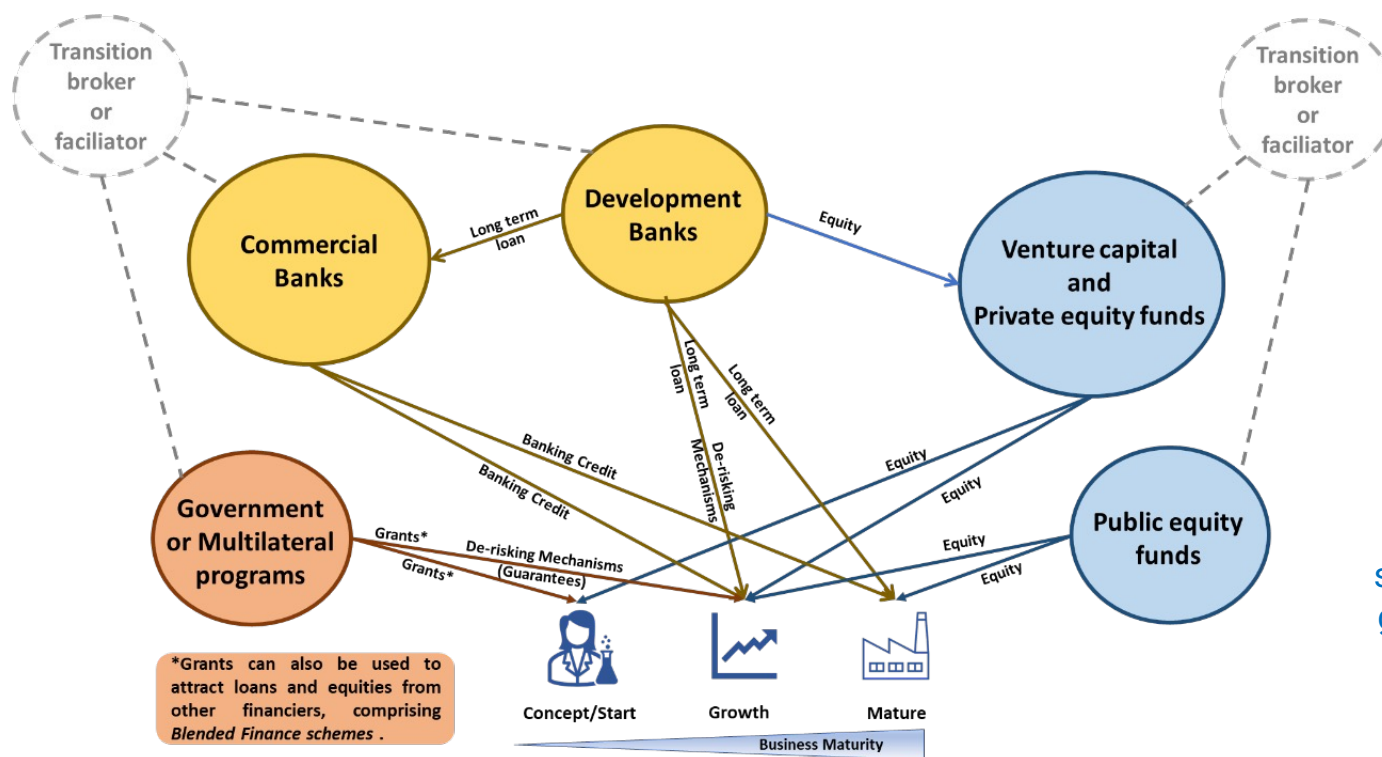 Transition
broker
or
faciliator
Transition
broker
or
faciliator
Development
Banks
Commercial
Banks
Long term
loan
Equity
Venture capital
and
Private equity funds
Long term
loan
Long term
loan
De-risking
Mechanisms
Banking Credit
Banking Credit
Equity
Equity
Government
or Multilateral
programs
Grants*
De-risking Mechanisms
(Guarantees)
Grants*
Equity
Equity
Public equity
funds
*Grants can also be used to
attract loans and equities from
other financiers, comprising
Blended Finance schemes .
Concept/Start
Growth
Mature
Business Maturity